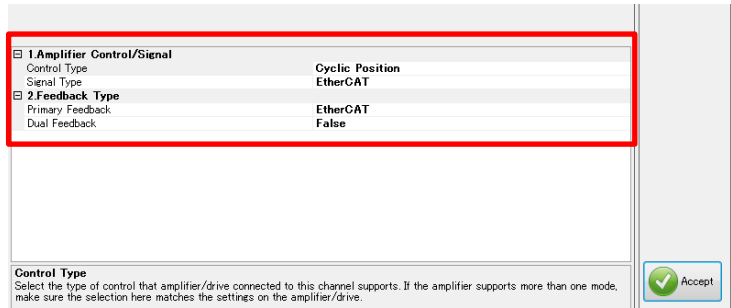 1.Amplifier Control/Signal
Control Type Cyclic Position
Signal Type EtherCAT
2.Feedback Type
Primary Feedback EtherCAT
Dual Feedback False
Control Type
Select the type of control that amplifier/drive connected to this channel supports. If the amplifier supports more than one mode,
make sure the selection here matches the settings on the amplifier/drive.
Accept